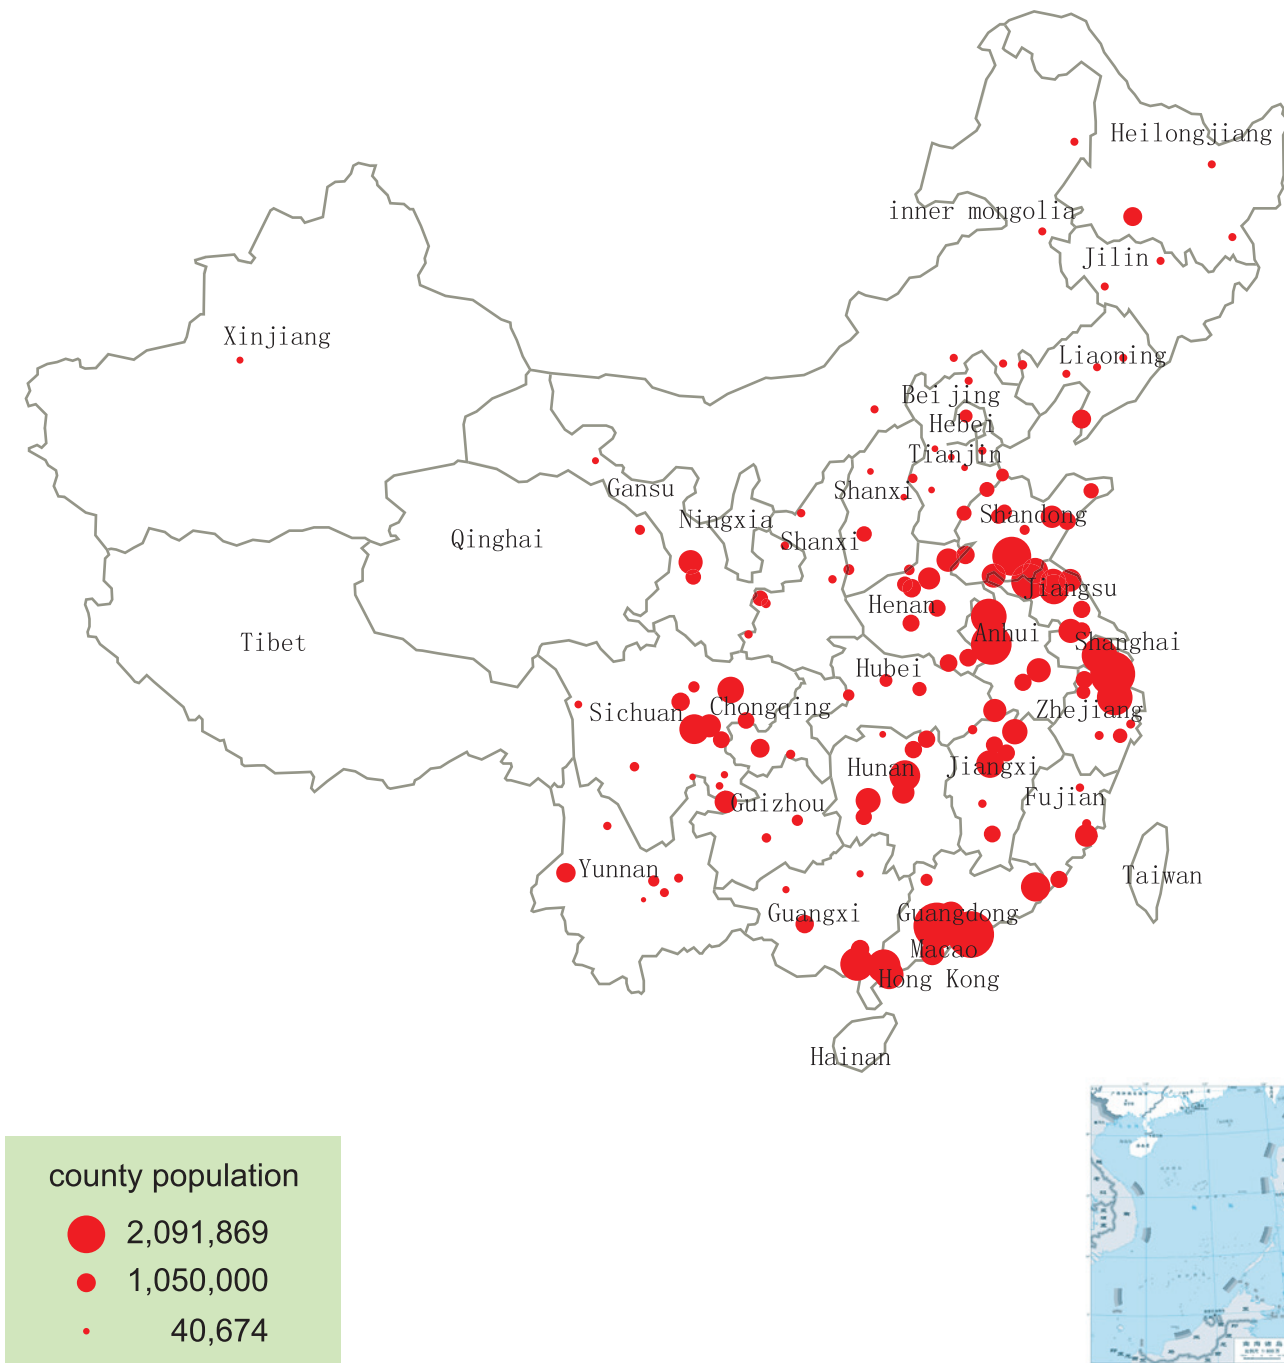 Heilongjiang
inner mongolia
Jilin
Xinjiang
Liaoning
Beijing
Hebei
Tianjin
Gansu
Shanxi
Ningxia
Shandong
Qinghai
Shanxi
Jiangsu
Henan
Tibet
Anhui
Shanghai
Hubei
Sichuan
Chongqing
Zhejiang
Hunan
Jiangxi
Guizhou
Fujian
Yunnan
Taiwan
Guangxi
Guangdong
Macao
Hong Kong
Hainan
county population
2,091,869
1,050,000
40,674